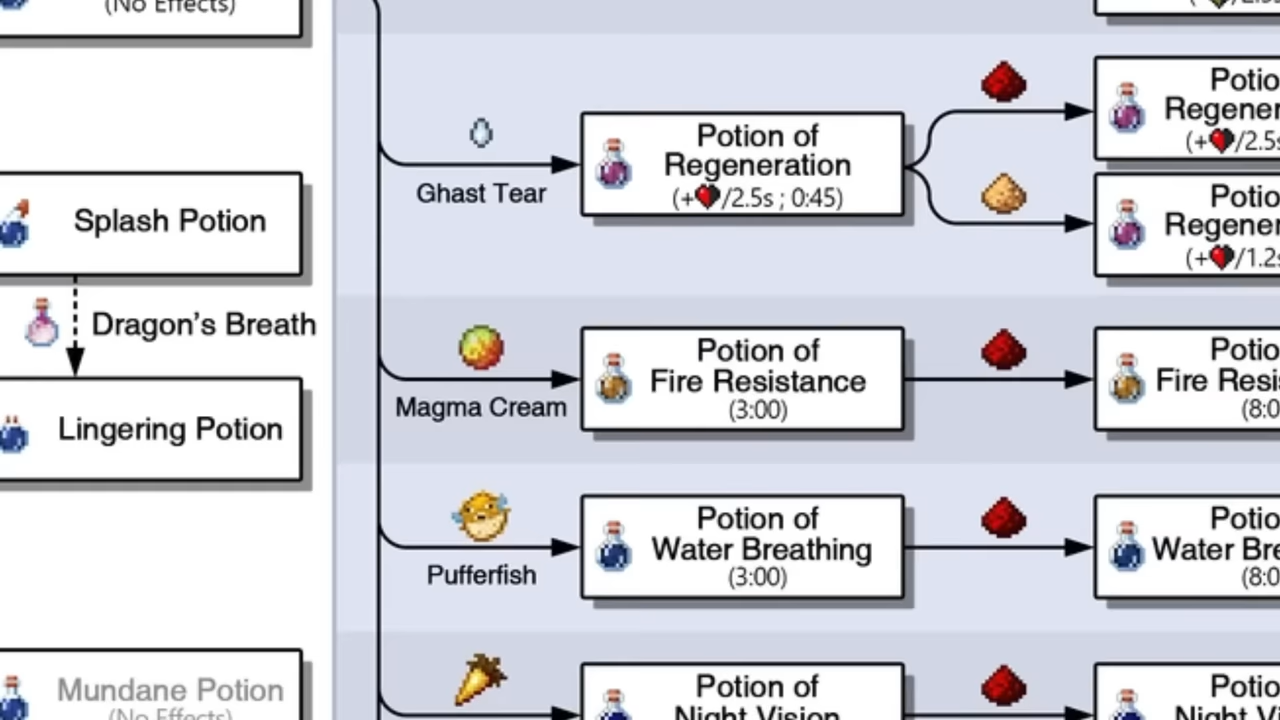 (No Effects)
Splash Potion
Dragon's Breath
Lingering Potion
Mundane Potion
(No Effects)
Ghast Tear
Potion of
Regeneration
(+❤/2.5s ; 0:45)
Magma Cream
Potion of
Fire Resistance
(3:00)
Pufferfish
Potion of
Water Breathing
(3:00)
Potion of
Night Vision
Potio
Regener
(+❤/2.5s
Potio
Regener
(+❤/1.2s
Potio
Fire Resis
(8:0
Potio
Water Bre
(8:0
Potio
Night Vision